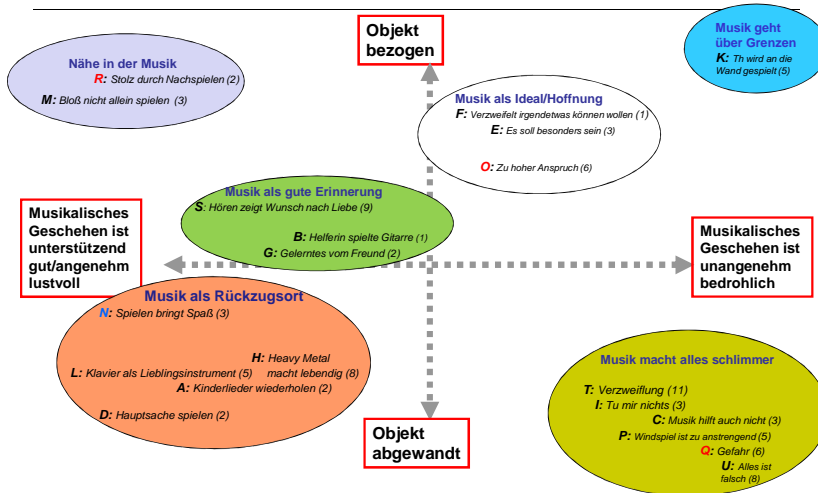 Objekt
bezogen
Musik geht
über Grenzen
K: Th wird an die
Wand gespielt (5)
Nähe in der Musik
R: Stolz durch Nachspielen (2)
M: Bloß nicht allein spielen (3)
Musik als Ideal/Hoffnung
F: Verzweifelt irgendetwas können wollen (1)
E: Es soll besonders sein (3)
O: Zu hoher Anspruch (6)
Musik als gute Erinnerung
S: Hören zeigt Wunsch nach Liebe (9)
B: Helferin spielte Gitarre (1)
G: Gelerntes vom Freund (2)
Musikalisches
Geschehen ist
unterstützend
gut/angenehm
lustvoll
Musikalisches
Geschehen ist
unangenehm
bedrohlich
Musik als Rückzugsort
N: Spielen bringt Spaß (3)
H: Heavy Metal
L: Klavier als Lieblingsinstrument (5) macht lebendig (8)
A: Kinderlieder wiederholen (2)
D: Hauptsache spielen (2)
Objekt
abgewandt
Musik macht alles schlimmer
T: Verzweiflung (11)
I: Tu mir nichts (3)
C: Musik hilft auch nicht (3)
P: Windspiel ist zu anstrengend (5)
Q: Gefahr (6)
U: Alles ist
falsch (8)